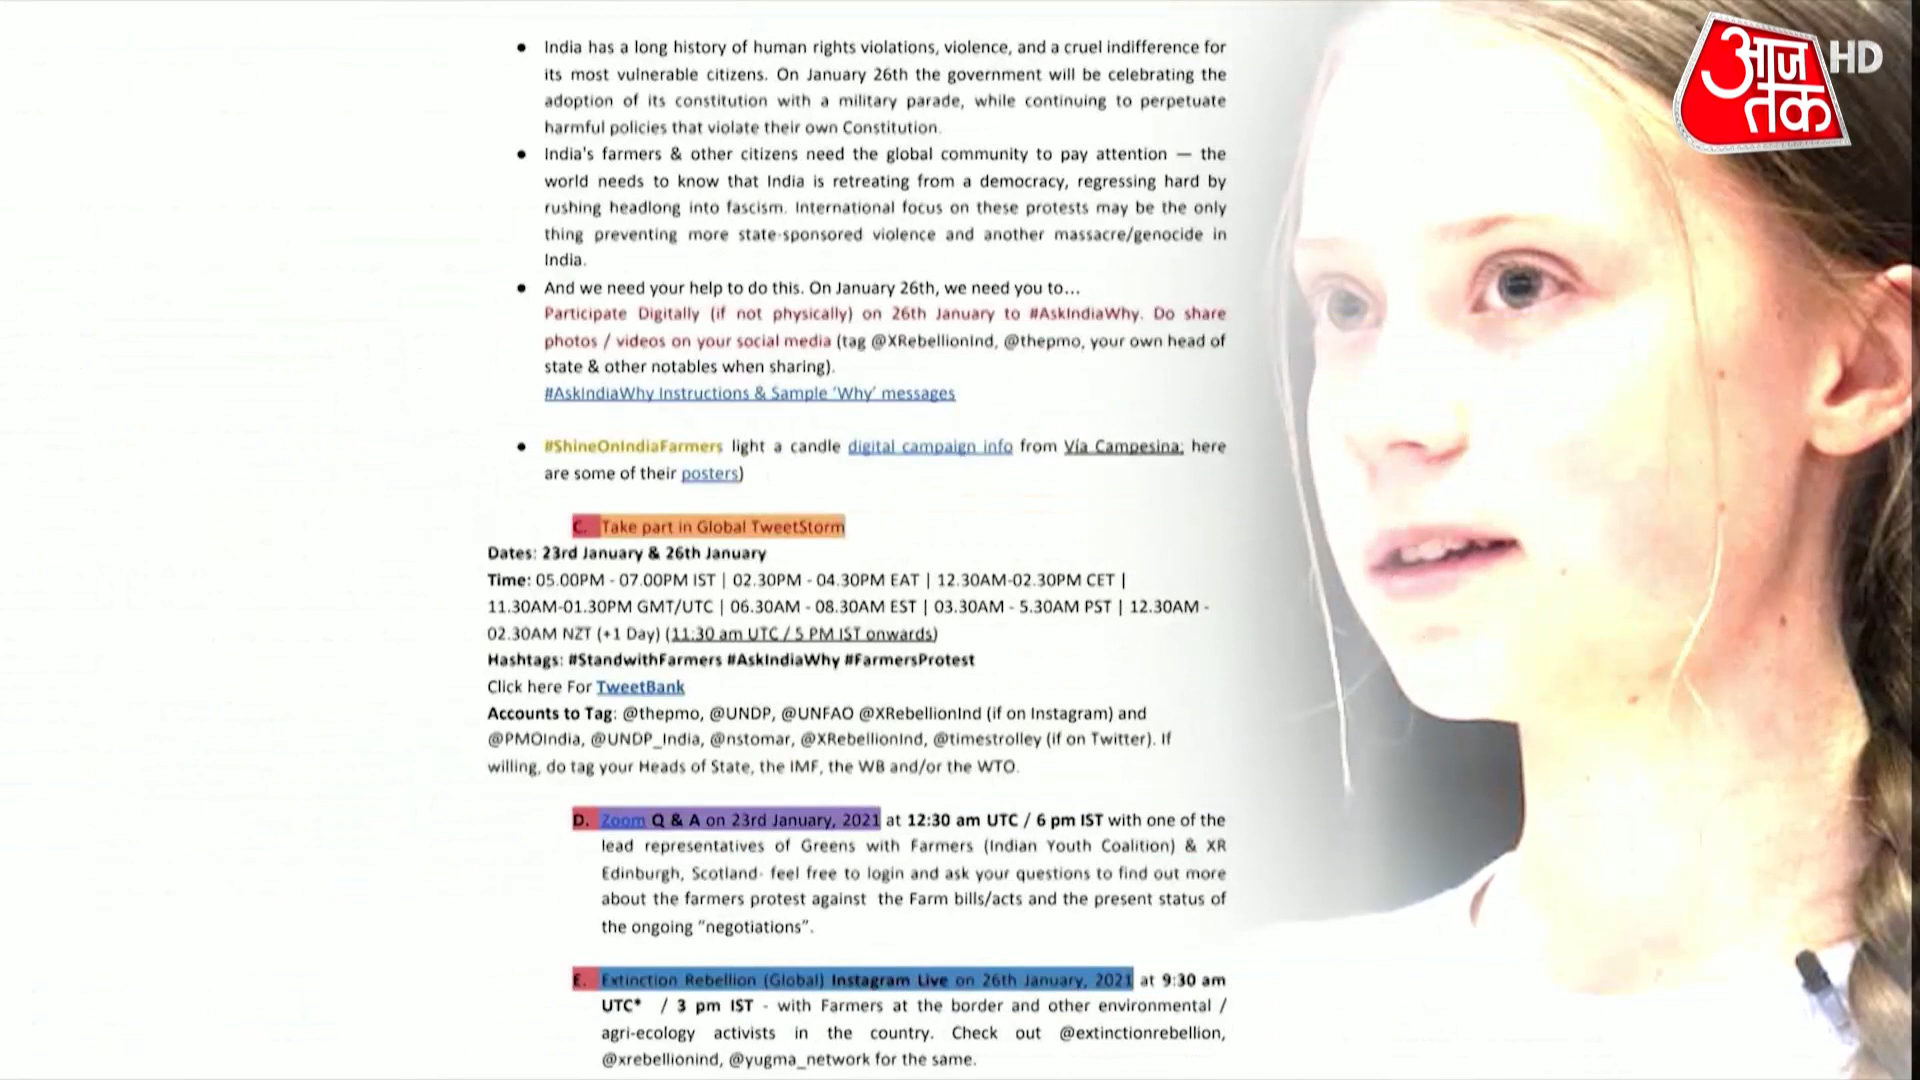 आज तक HD
● India has a long history of human rights violations, violence, and a cruel indifference for
its most vulnerable citizens. On January 26th the government will be celebrating the
adoption of its constitution with a military parade, while continuing to perpetuate
harmful policies that violate their own Constitution.
● India's farmers & other citizens need the global community to pay attention — the
world needs to know that India is retreating from a democracy, regressing hard by
rushing headlong into fascism. International focus on these protests may be the only
thing preventing more state-sponsored violence and another massacre/genocide in
India.
● And we need your help to do this. On January 26th, we need you to...
Participate Digitally (if not physically) on 26th January to #AskIndiaWhy. Do share
photos / videos on your social media (tag @XRebellionInd, @thepmo, your own head of
state & other notables when sharing).
#AskIndiaWhy Instructions & Sample 'Why' messages
● #ShineOnIndiaFarmers light a candle digital campaign info from Vía Campesina; here
are some of their posters)
C. Take part in Global TweetStorm
Dates: 23rd January & 26th January
Time: 05.00PM - 07.00PM IST | 02.30PM - 04.30PM EAT | 12.30AM-02.30PM CET |
11.30AM-01.30PM GMT/UTC | 06.30AM - 08.30AM EST | 03.30AM - 5.30AM PST | 12.30AM -
02.30AM NZT (+1 Day) (11:30 am UTC / 5 PM IST onwards)
Hashtags: #StandwithFarmers #AskIndiaWhy #FarmersProtest
Click here For TweetBank
Accounts to Tag: @thepmo, @UNDP, @UNFAO @XRebellionInd (if on Instagram) and
@PMOIndia, @UNDP_India, @nstomar, @XRebellionInd, @timestrolley (if on Twitter). If
willing, do tag your Heads of State, the IMF, the WB and/or the WTO.
D. Zoom Q & A on 23rd January, 2021 at 12:30 am UTC / 6 pm IST with one of the
lead representatives of Greens with Farmers (Indian Youth Coalition) & XR
Edinburgh, Scotland- feel free to login and ask your questions to find out more
about the farmers protest against the Farm bills/acts and the present status of
the ongoing "negotiations".
E. Extinction Rebellion (Global) Instagram Live on 26th January, 2021 at 9:30 am
UTC* / 3 pm IST - with Farmers at the border and other environmental /
agri-ecology activists in the country. Check out @extinctionrebellion,
@xrebellionind, @yugma_network for the same.